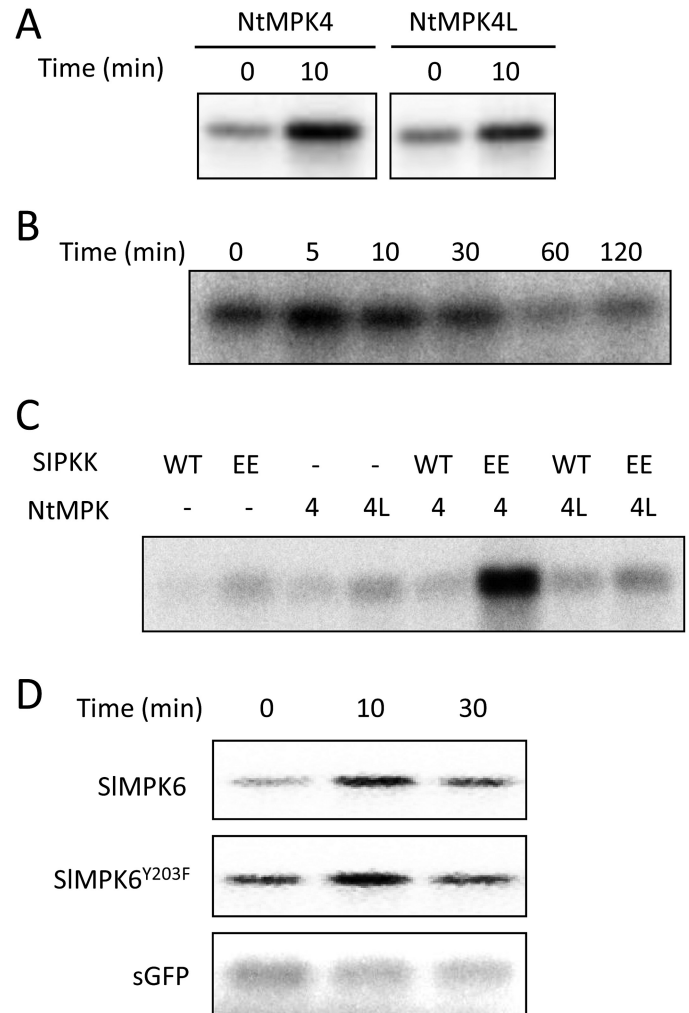 A
NtMPK4 NtMPK4L
Time (min) 0 10 0 10
B
Time (min) 0 5 10 30 60 120
C
SIPKK WT EE - - WT EE WT EE
NtMPK - - 4 4L 4 4 4L 4L
D
Time (min) 0 10 30
SlMPK6
SlMPK6Y203F
sGFP